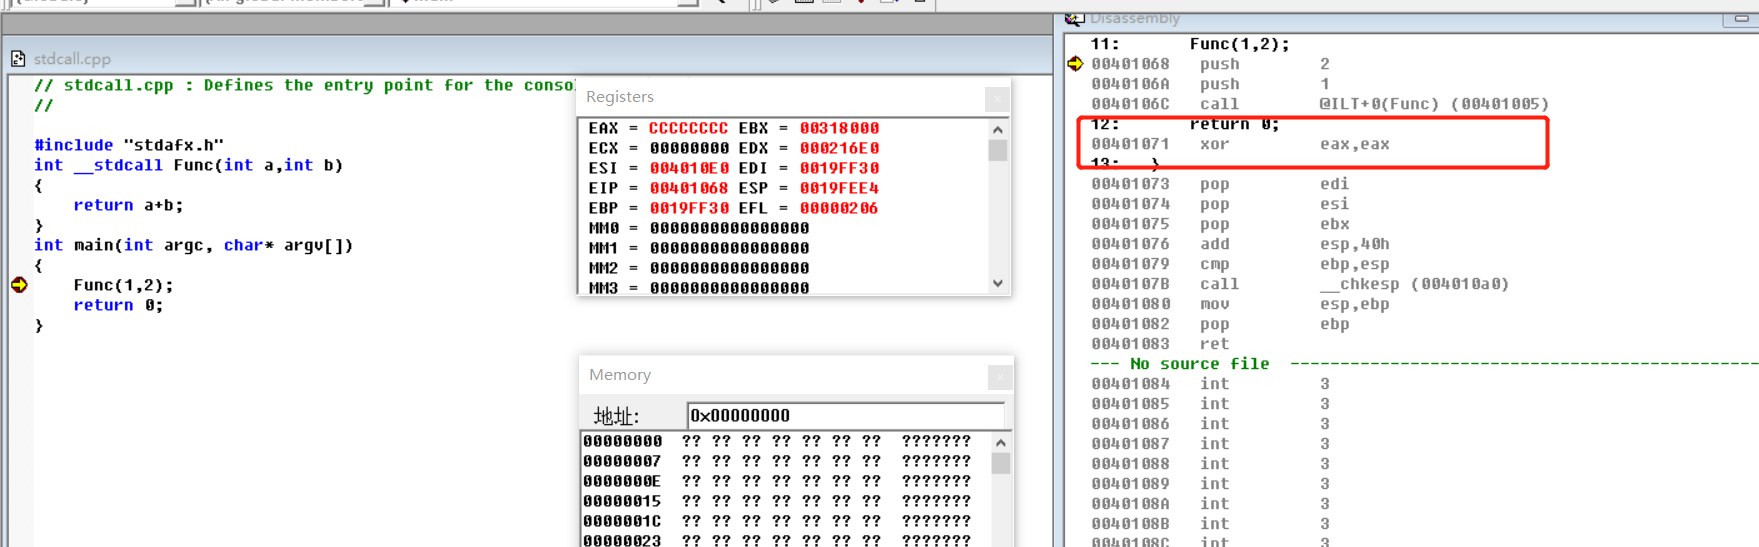 stdcall.cpp
// stdcall.cpp : Defines the entry point for the conso
//
#include "stdafx.h"
int __stdcall Func(int a,int b)
{
return a+b;
}
int main(int argc, char* argv[])
{
Func(1,2);
return 0;
}
Registers
EAX = CCCCCCCC EBX = 00318000
ECX = 00000000 EDX = 000216E0
ESI = 004010E0 EDI = 0019FF30
EIP = 00401068 ESP = 0019FEE4
EBP = 0019FF30 EFL = 00000206
MM0 = 0000000000000000
MM1 = 0000000000000000
MM2 = 0000000000000000
MM3 = 0000000000000000
Memory
地址: 0x00000000
00000000 ?? ?? ?? ?? ?? ?? ?? ???????
00000007 ?? ?? ?? ?? ?? ?? ?? ???????
0000000E ?? ?? ?? ?? ?? ?? ?? ???????
00000015 ?? ?? ?? ?? ?? ?? ?? ???????
0000001C ?? ?? ?? ?? ?? ?? ?? ???????
00000023 ?? ?? ?? ?? ?? ?? ?? ???????
Disassembly
11: Func(1,2);
00401068 push 2
0040106A push 1
0040106C call @ILT+0(Func) (00401005)
12: return 0;
00401071 xor eax,eax
13: }
00401073 pop edi
00401074 pop esi
00401075 pop ebx
00401076 add esp,40h
00401079 cmp ebp,esp
0040107B call __chkesp (004010a0)
00401080 mov esp,ebp
00401082 pop ebp
00401083 ret
--- No source file ---
00401084 int 3
00401085 int 3
00401086 int 3
00401087 int 3
00401088 int 3
00401089 int 3
0040108A int 3
0040108B int 3
0040108C int 3